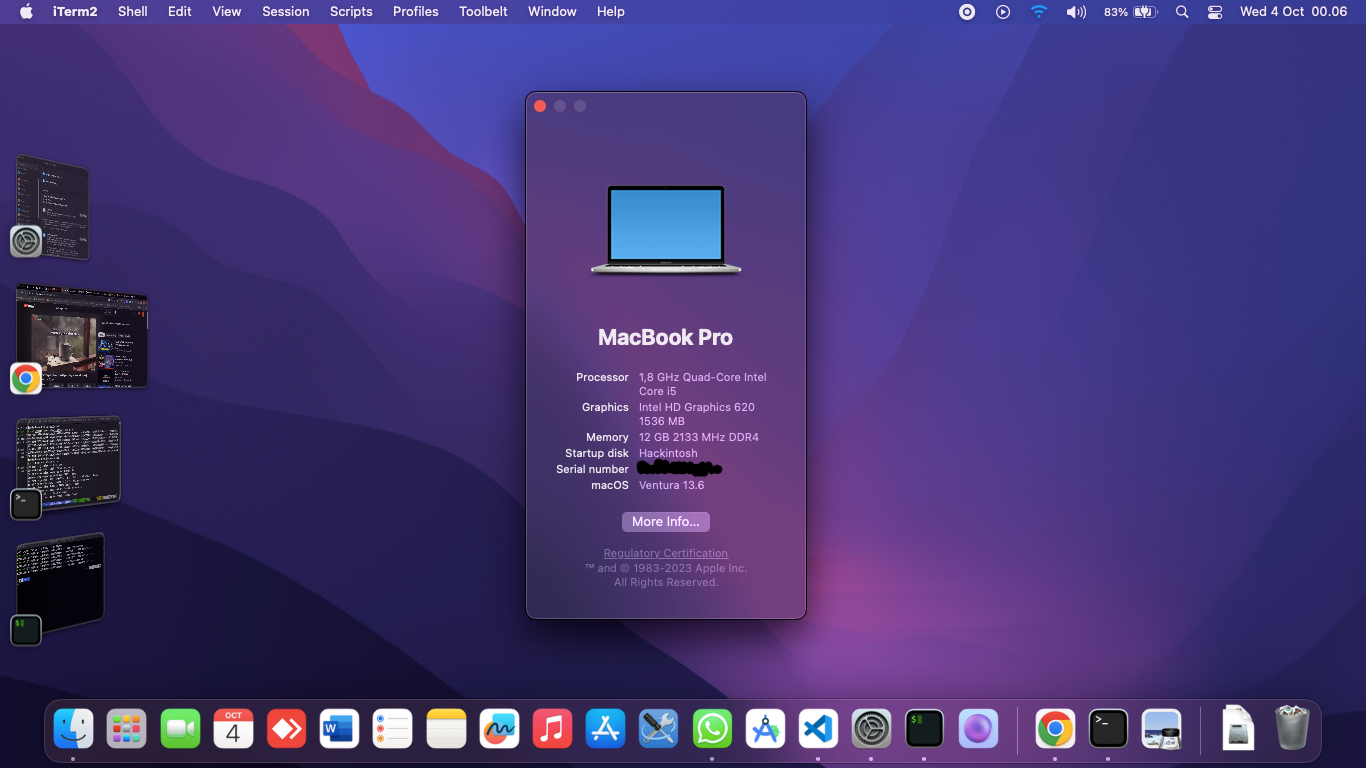 iTerm2 Shell Edit View Session Scripts Profiles Toolbelt Window Help 83% Wed 4 Oct 00.06
MacBook Pro
Processor 1,8 GHz Quad-Core Intel
Core i5
Graphics Intel HD Graphics 620
1536 MB
Memory 12 GB 2133 MHz DDR4
Startup disk Hackintosh
Serial number
macOS Ventura 13.6
More Info...
Regulatory Certification
™ and © 1983-2023 Apple Inc.
All Rights Reserved.
OCT
4
W